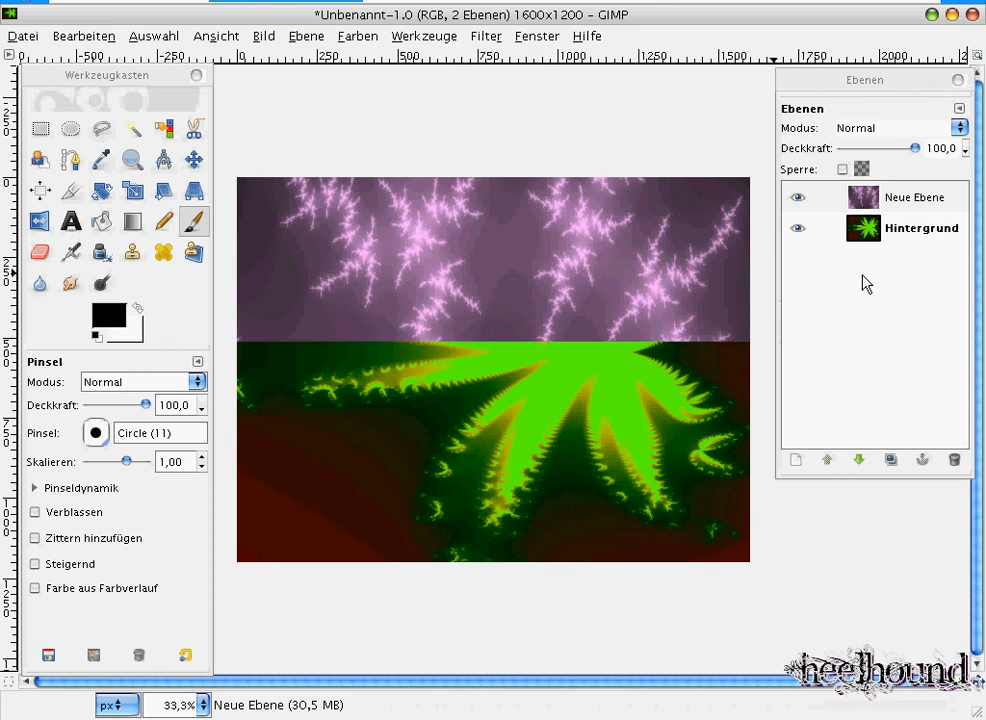 *Unbenannt-1.0 (RGB, 2 Ebenen) 1600x1200 – GIMP
Datei Bearbeiten Auswahl Ansicht Bild Ebene Farben Werkzeuge Filter Fenster Hilfe
-500 -250 0 250 500 750 1000 1250 1500 1750 2000
Werkzeugkasten
Ebenen
Ebenen
Modus: Normal
Deckkraft: 100,0
Sperre:
Neue Ebene
Hintergrund
Pinsel
Modus: Normal
Deckkraft: 100,0
Pinsel: Circle (11)
Skalieren: 1,00
Pinseldynamik
Verblassen
Zittern hinzufügen
Steigernd
Farbe aus Farbverlauf
heelhound
px 33,3% Neue Ebene (30,5 MB)